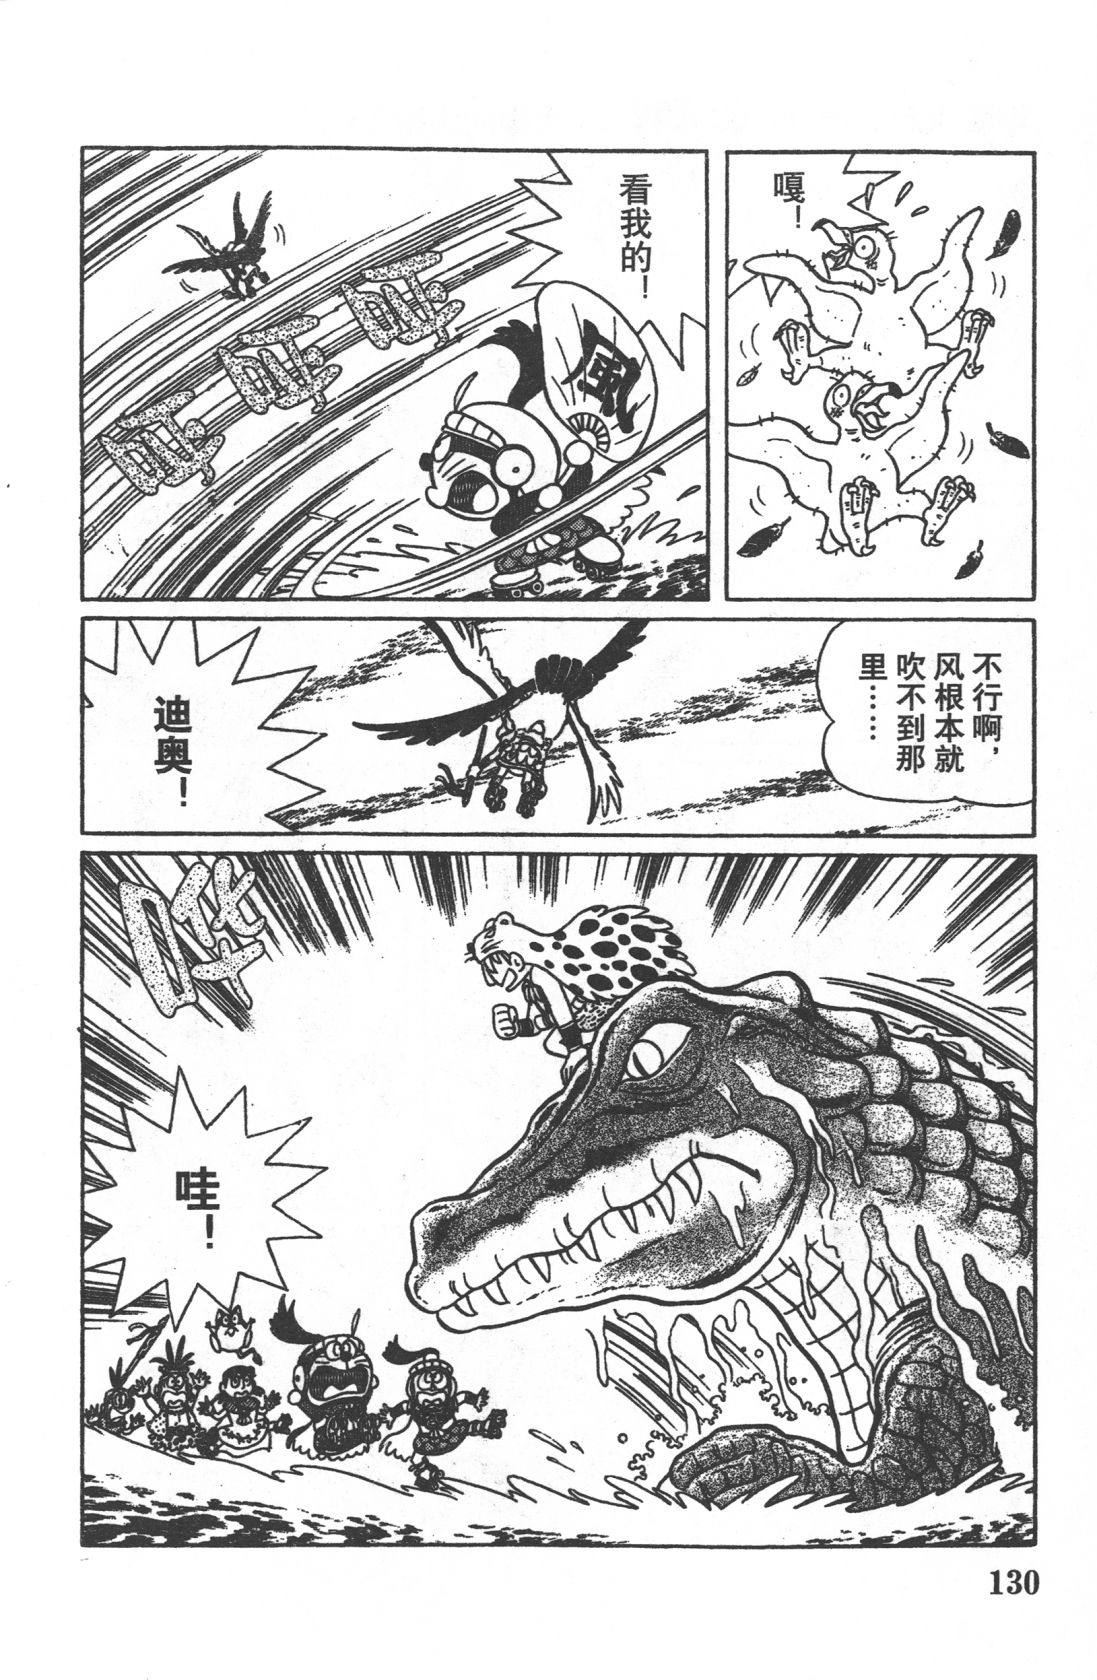 嘎！
看我的！
風
呼
呼
呼
不行啊，
风根本就
吹不到那
里……
迪奥！
哗
哇！
130